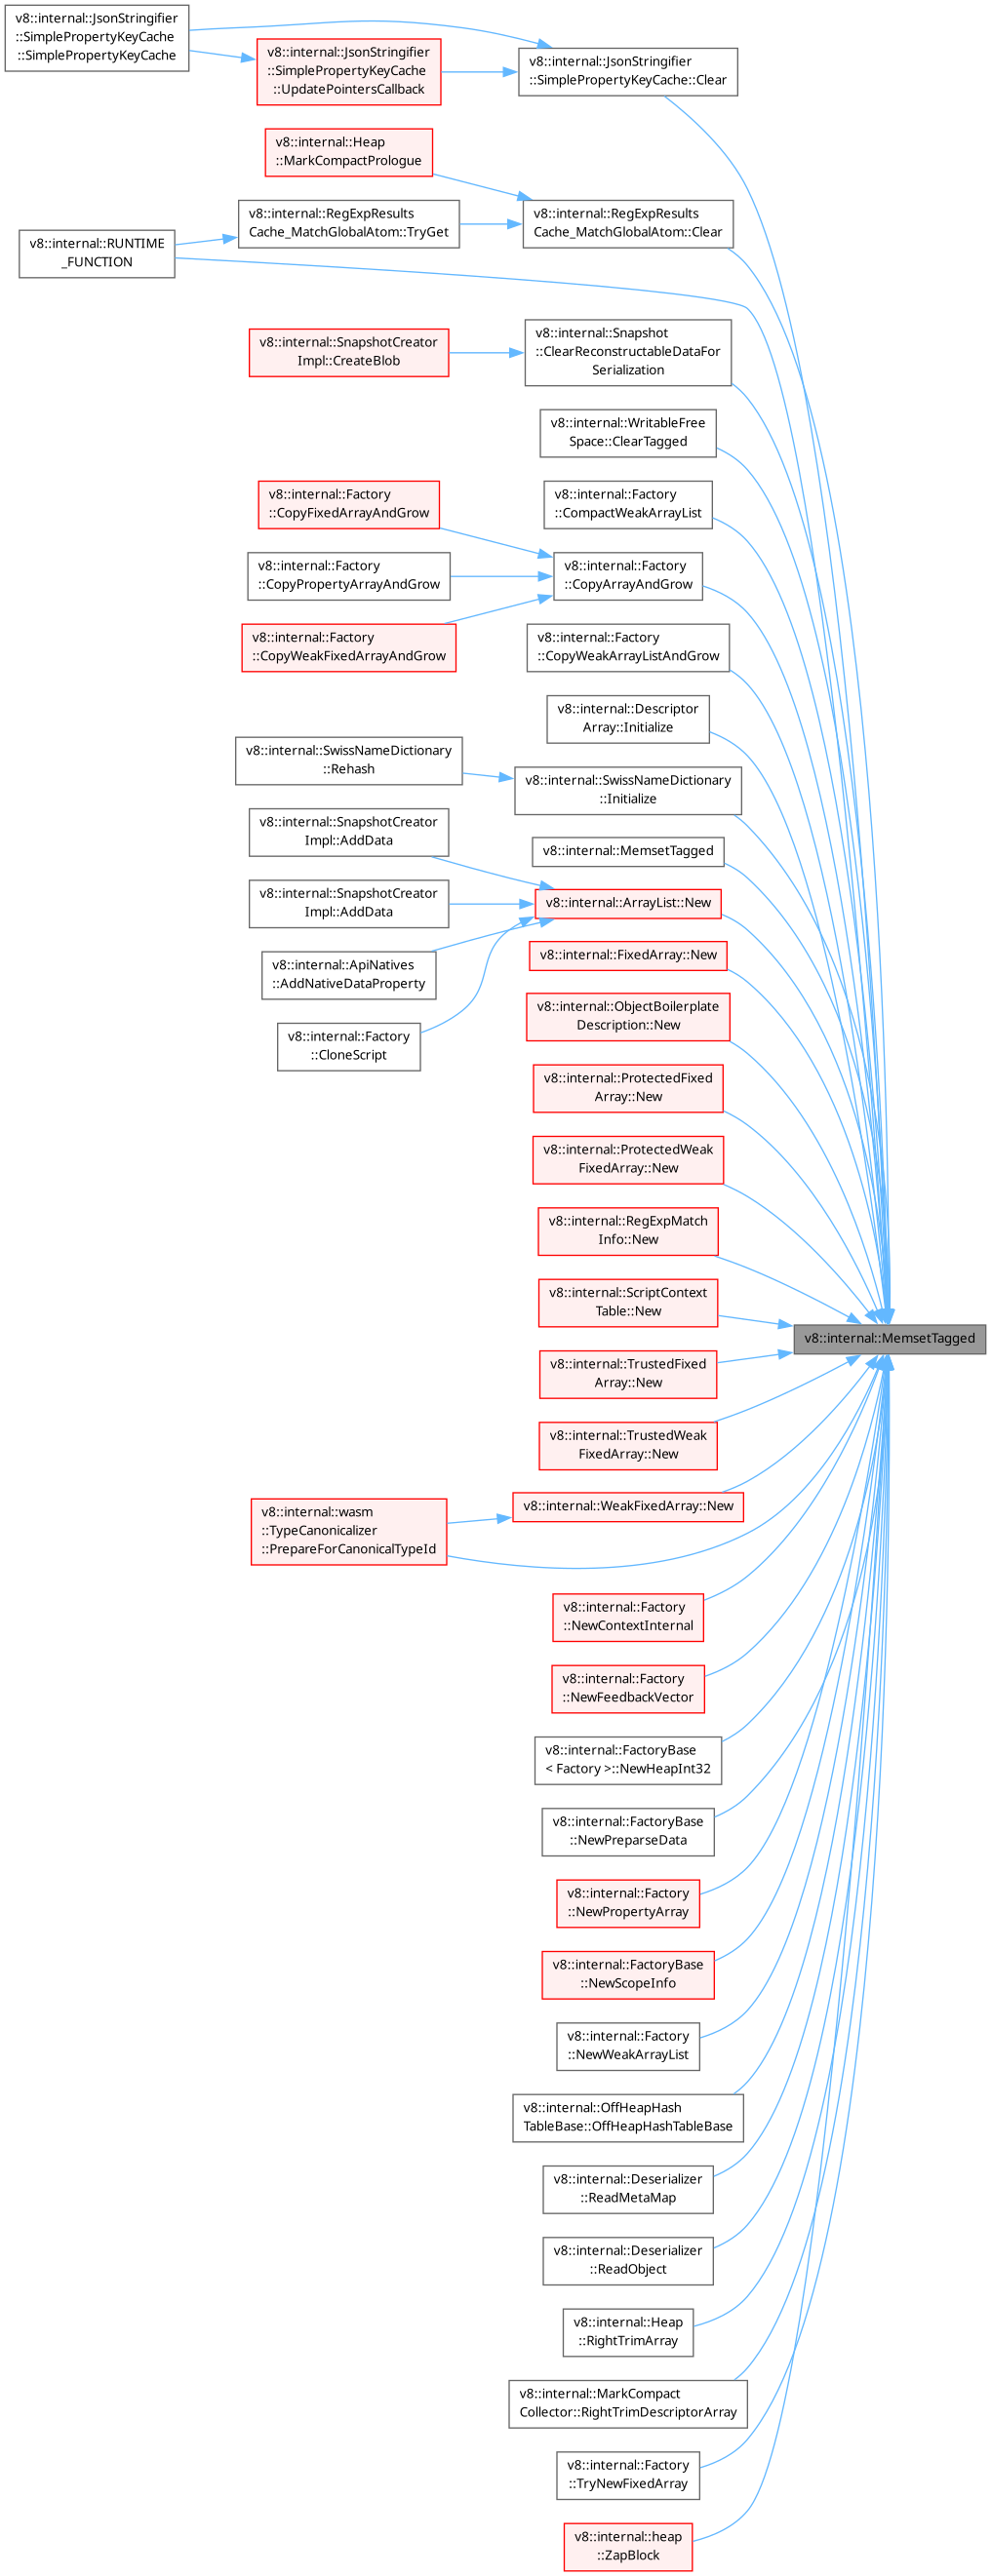 v8::internal::JsonStringifier
::SimplePropertyKeyCache
::SimplePropertyKeyCache
v8::internal::JsonStringifier
::SimplePropertyKeyCache
::UpdatePointersCallback
v8::internal::JsonStringifier
::SimplePropertyKeyCache::Clear
v8::internal::Heap
::MarkCompactPrologue
v8::internal::RUNTIME
_FUNCTION
v8::internal::RegExpResults
Cache_MatchGlobalAtom::TryGet
v8::internal::RegExpResults
Cache_MatchGlobalAtom::Clear
v8::internal::SnapshotCreator
Impl::CreateBlob
v8::internal::Snapshot
::ClearReconstructableDataFor
Serialization
v8::internal::WritableFree
Space::ClearTagged
v8::internal::Factory
::CompactWeakArrayList
v8::internal::Factory
::CopyFixedArrayAndGrow
v8::internal::Factory
::CopyPropertyArrayAndGrow
v8::internal::Factory
::CopyWeakFixedArrayAndGrow
v8::internal::Factory
::CopyArrayAndGrow
v8::internal::Factory
::CopyWeakArrayListAndGrow
v8::internal::Descriptor
Array::Initialize
v8::internal::SwissNameDictionary
::Rehash
v8::internal::SwissNameDictionary
::Initialize
v8::internal::MemsetTagged
v8::internal::SnapshotCreator
Impl::AddData
v8::internal::SnapshotCreator
Impl::AddData
v8::internal::ApiNatives
::AddNativeDataProperty
v8::internal::Factory
::CloneScript
v8::internal::ArrayList::New
v8::internal::FixedArray::New
v8::internal::ObjectBoilerplate
Description::New
v8::internal::ProtectedFixed
Array::New
v8::internal::ProtectedWeak
FixedArray::New
v8::internal::RegExpMatch
Info::New
v8::internal::ScriptContext
Table::New
v8::internal::MemsetTagged
v8::internal::TrustedFixed
Array::New
v8::internal::TrustedWeak
FixedArray::New
v8::internal::WeakFixedArray::New
v8::internal::wasm
::TypeCanonicalizer
::PrepareForCanonicalTypeId
v8::internal::Factory
::NewContextInternal
v8::internal::Factory
::NewFeedbackVector
v8::internal::FactoryBase
< Factory >::NewHeapInt32
v8::internal::FactoryBase
::NewPreparseData
v8::internal::Factory
::NewPropertyArray
v8::internal::FactoryBase
::NewScopeInfo
v8::internal::Factory
::NewWeakArrayList
v8::internal::OffHeapHash
TableBase::OffHeapHashTableBase
v8::internal::Deserializer
::ReadMetaMap
v8::internal::Deserializer
::ReadObject
v8::internal::Heap
::RightTrimArray
v8::internal::MarkCompact
Collector::RightTrimDescriptorArray
v8::internal::Factory
::TryNewFixedArray
v8::internal::heap
::ZapBlock